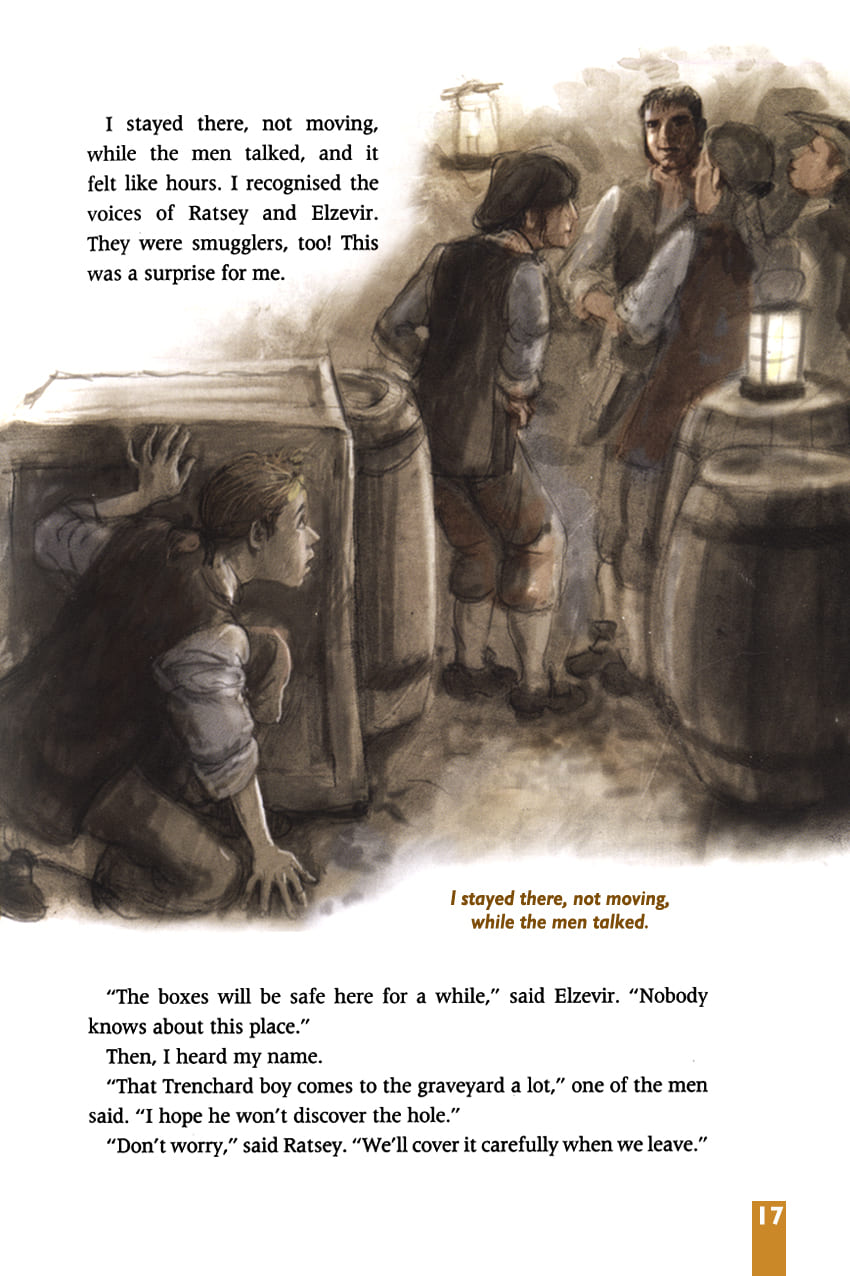 I stayed there, not moving,
while the men talked, and it
felt like hours. I recognised the
voices of Ratsey and Elzevir.
They were smugglers, too! This
was a surprise for me.
I stayed there, not moving,
while the men talked.
“The boxes will be safe here for a while,” said Elzevir. “Nobody
knows about this place.”
Then, I heard my name.
“That Trenchard boy comes to the graveyard a lot,” one of the men
said. “I hope he won’t discover the hole.”
“Don’t worry,” said Ratsey. “We’ll cover it carefully when we leave.”
17